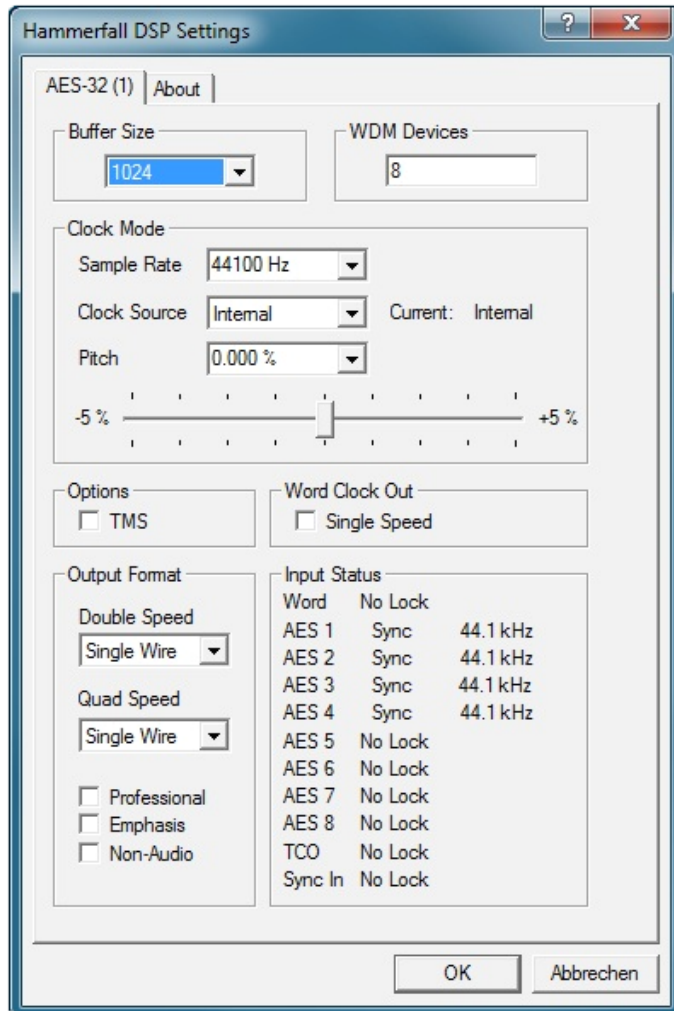 Hammerfall DSP Settings
AES-32 (1) About
Buffer Size
1024
WDM Devices
8
Clock Mode
Sample Rate 44100 Hz
Clock Source Internal Current: Internal
Pitch 0.000 %
-5 % +5 %
Options
TMS
Word Clock Out
Single Speed
Output Format
Double Speed
Single Wire
Quad Speed
Single Wire
Professional
Emphasis
Non-Audio
Input Status
Word No Lock
AES 1 Sync 44.1 kHz
AES 2 Sync 44.1 kHz
AES 3 Sync 44.1 kHz
AES 4 Sync 44.1 kHz
AES 5 No Lock
AES 6 No Lock
AES 7 No Lock
AES 8 No Lock
TCO No Lock
Sync In No Lock
OK Abbrechen